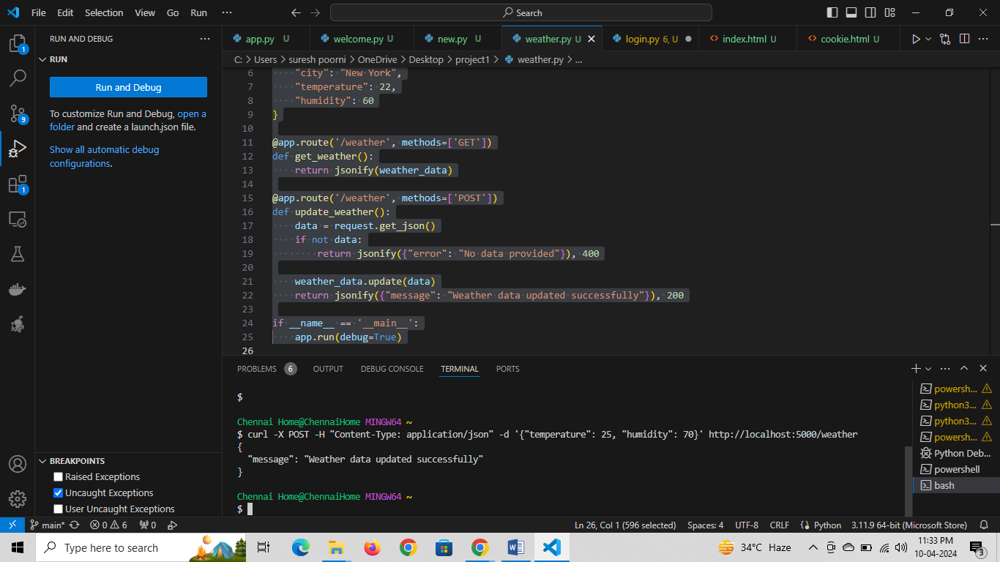 File Edit Selection View Go Run ··· Search
RUN AND DEBUG ···
app.py U welcome.py U new.py U weather.py U login.py 6, U index.html U cookie.html U
C: > Users > suresh poorni > OneDrive > Desktop > project1 > weather.py > ...
RUN
Run and Debug
To customize Run and Debug, open a
folder and create a launch.json file.
Show all automatic debug
configurations.
6 "city": "New York",
7 "temperature": 22,
8 "humidity": 60
9 }
10
11 @app.route('/weather', methods=['GET'])
12 def get_weather():
13 return jsonify(weather_data)
14
15 @app.route('/weather', methods=['POST'])
16 def update_weather():
17 data = request.get_json()
18 if not data:
19 return jsonify({"error": "No data provided"}), 400
20
21 weather_data.update(data)
22 return jsonify({"message": "Weather data updated successfully"}), 200
23
24 if __name__ == '__main__':
25 app.run(debug=True)
26
PROBLEMS 6 OUTPUT DEBUG CONSOLE TERMINAL PORTS
$
Chennai Home@ChennaiHome MINGW64 ~
$ curl -X POST -H "Content-Type: application/json" -d '{"temperature": 25, "humidity": 70}' http://localhost:5000/weather
{
"message": "Weather data updated successfully"
}
Chennai Home@ChennaiHome MINGW64 ~
$
powersh...
python3...
python3...
powersh...
Python Deb...
powershell
bash
1
9
1
BREAKPOINTS
Raised Exceptions
Uncaught Exceptions
User Uncaught Exceptions
main* 0 6 0 Ln 26, Col 1 (596 selected) Spaces: 4 UTF-8 CRLF Python 3.11.9 64-bit (Microsoft Store)
Type here to search 34°C Haze 11:33 PM
10-04-2024 3